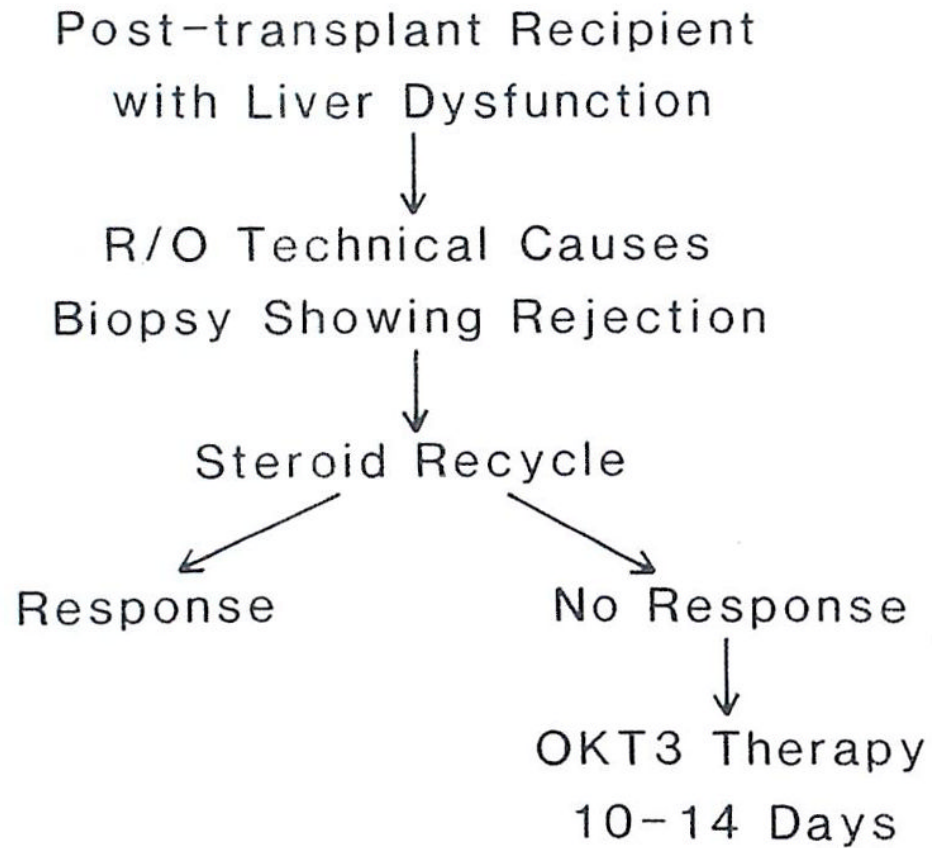 Post-transplant Recipient
with Liver Dysfunction
R/O Technical Causes
Biopsy Showing Rejection
Steroid Recycle
Response
No Response
OKT3 Therapy
10-14 Days